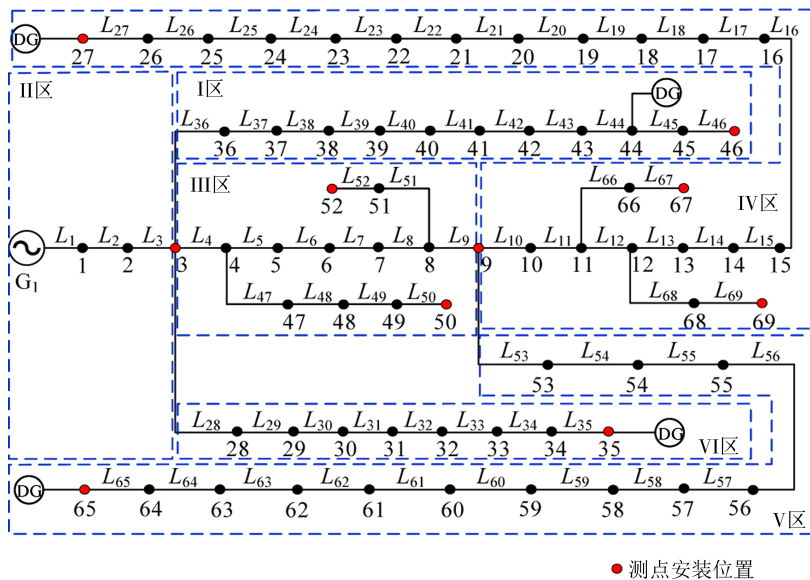 L27 L26 L25 L24 L23 L22 L21 L20 L19 L18 L17 L16
DG 27 26 25 24 23 22 21 20 19 18 17 16
II区 I区 DG
L36 L37 L38 L39 L40 L41 L42 L43 L44 L45 L46
36 37 38 39 40 41 42 43 44 45 46
III区 L52 L51 L66 L67
52 51 66 67 IV区
L1 L2 L3 L4 L5 L6 L7 L8 L9 L10 L11 L12 L13 L14 L15
G1 1 2 3 4 5 6 7 8 9 10 11 12 13 14 15
L47 L48 L49 L50 L68 L69
47 48 49 50 68 69
L53 L54 L55 L56
53 54 55
L28 L29 L30 L31 L32 L33 L34 L35 DG
28 29 30 31 32 33 34 35 VI区
DG L65 L64 L63 L62 L61 L60 L59 L58 L57
65 64 63 62 61 60 59 58 57 56
V区
测点安装位置